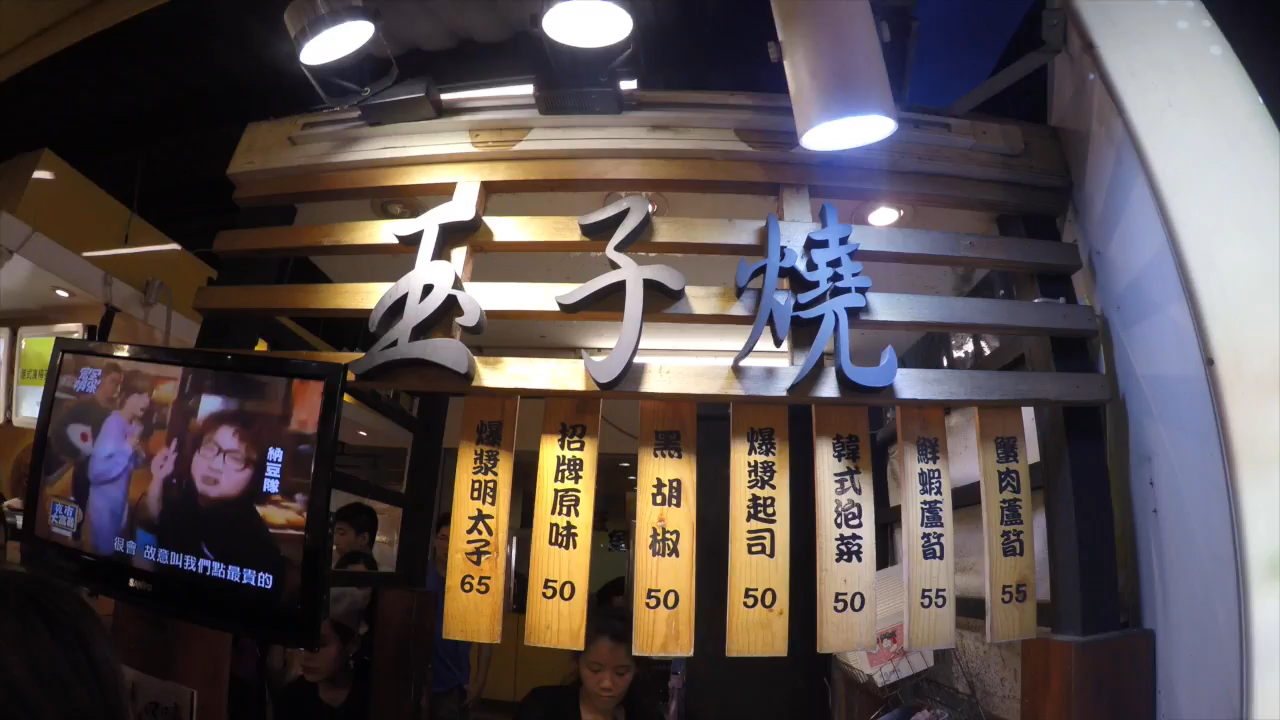 玉子燒
爆漿明太子 65
招牌原味 50
黑胡椒 50
爆漿起司 50
韓式泡菜 50
鮮蝦蘆筍 55
蟹肉蘆筍 55
納豆隊
很會 故意叫我們點最貴的
SANYO